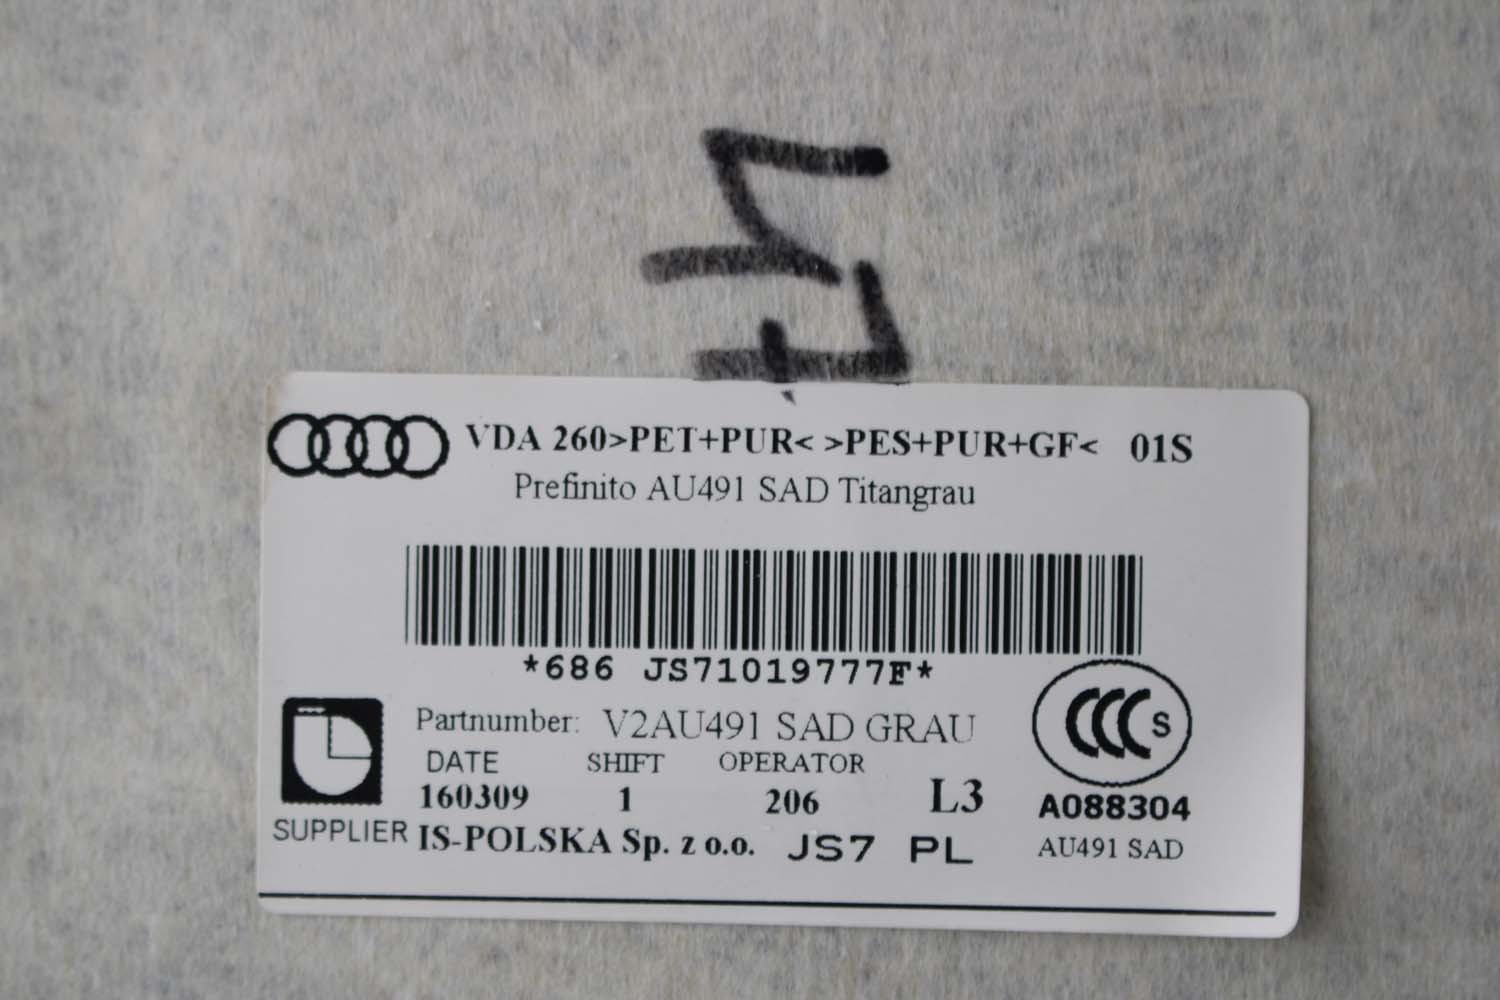 VDA 260>PET+PUR< >PES+PUR+GF< 01S
Prefinito AU491 SAD Titangrau
*686 JS71019777F*
Partnumber: V2AU491 SAD GRAU
CCC S
DATE SHIFT OPERATOR
160309 1 206 L3 A088304
SUPPLIER IS-POLSKA Sp. z o.o. JS7 PL AU491 SAD